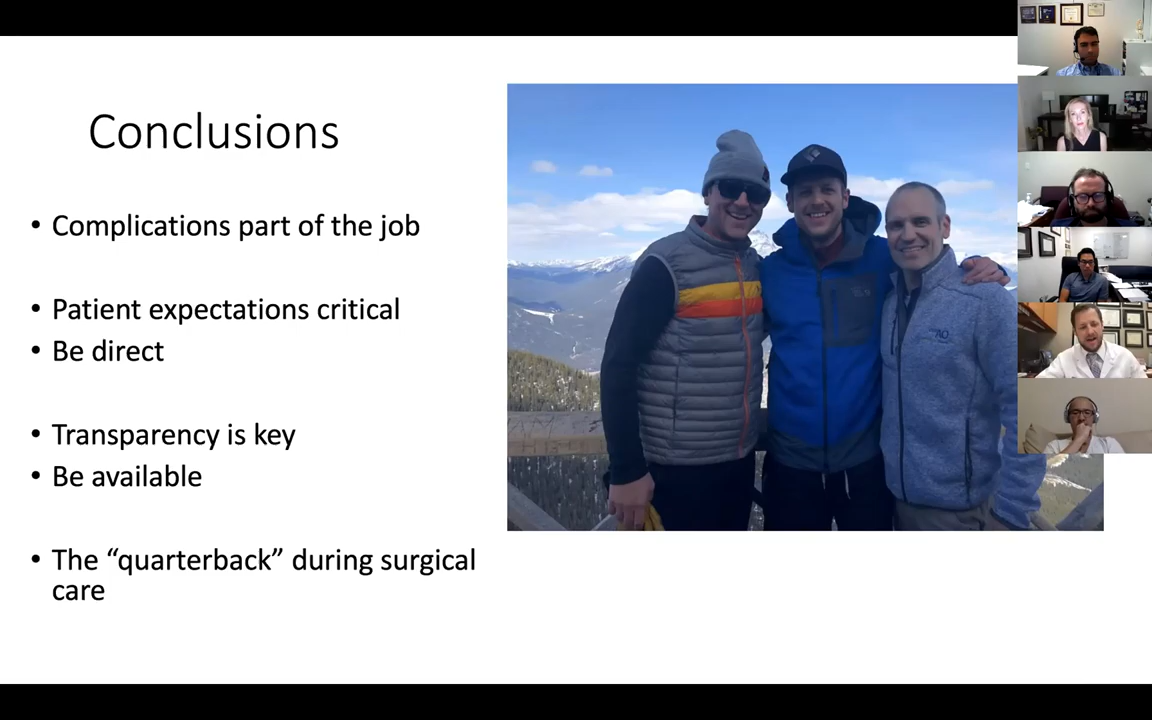 Conclusions
• Complications part of the job
• Patient expectations critical
• Be direct
• Transparency is key
• Be available
• The “quarterback” during surgical
care
AO